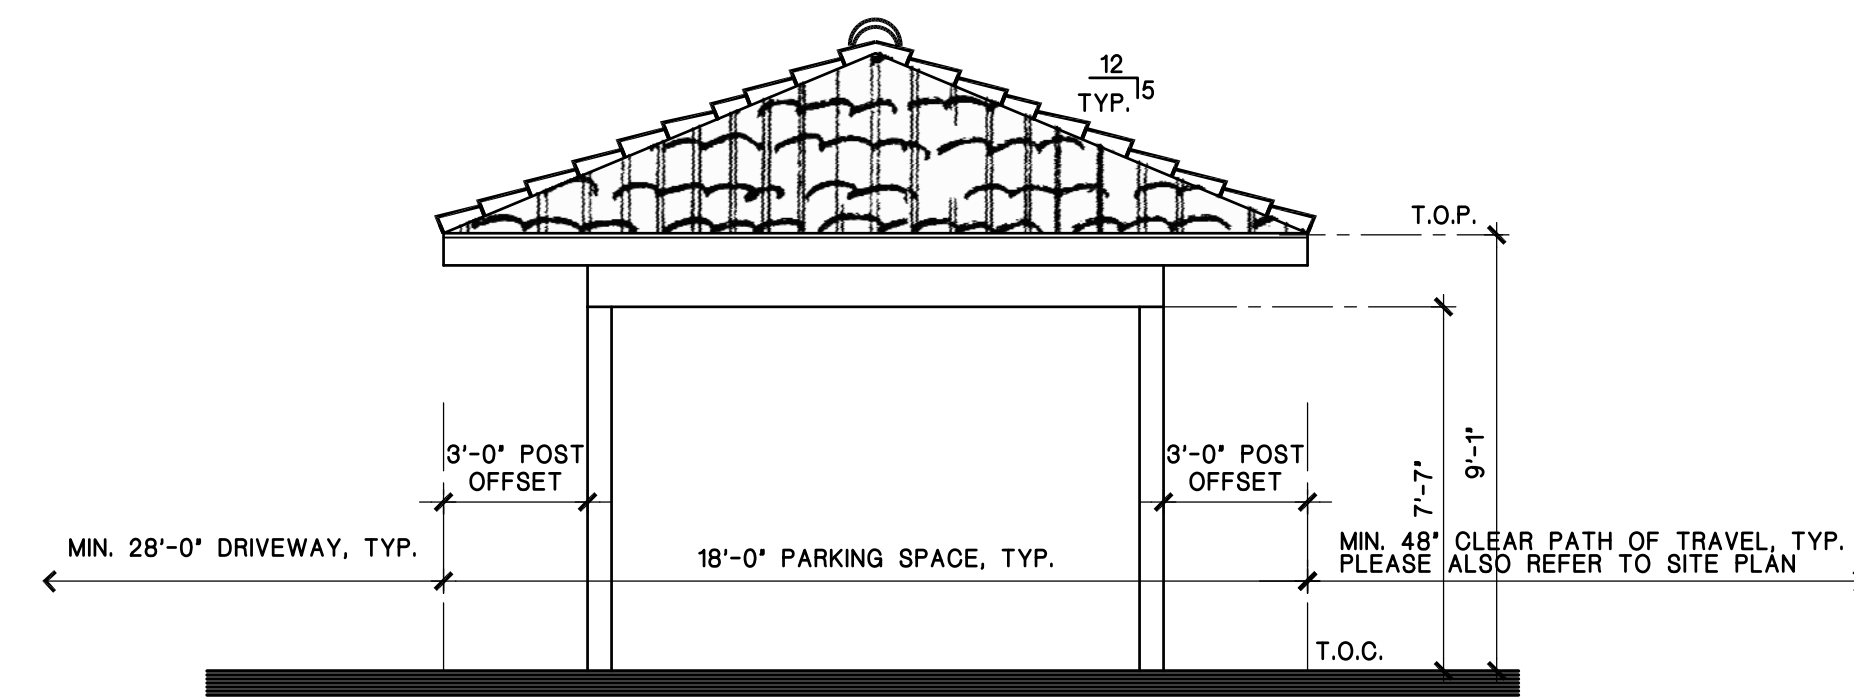 12
5
TYP.
T.O.P.
3'-0" POST
OFFSET
3'-0" POST
OFFSET
7'-7"
9'-1"
MIN. 28'-0" DRIVEWAY, TYP.
18'-0" PARKING SPACE, TYP.
MIN. 48" CLEAR PATH OF TRAVEL, TYP.
PLEASE ALSO REFER TO SITE PLAN
T.O.C.